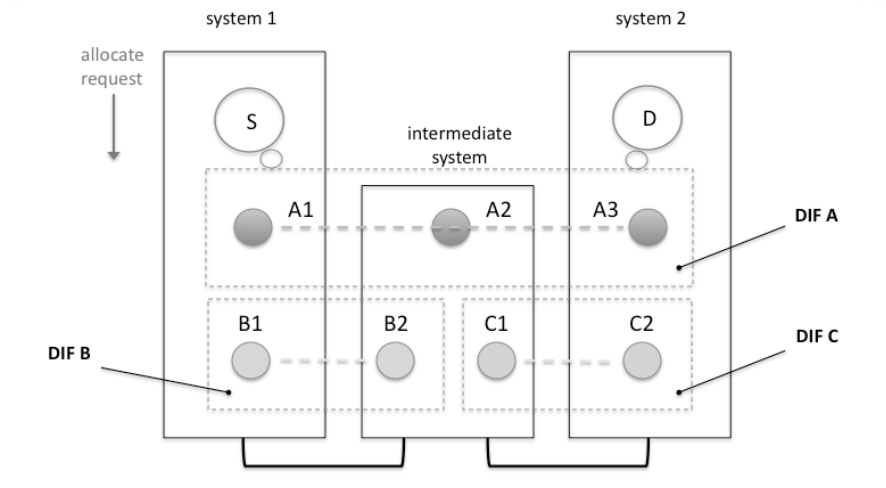 system 1
system 2
allocate
request
S
D
intermediate
system
A1
A2
A3
DIF A
B1
B2
C1
C2
DIF C
DIF B